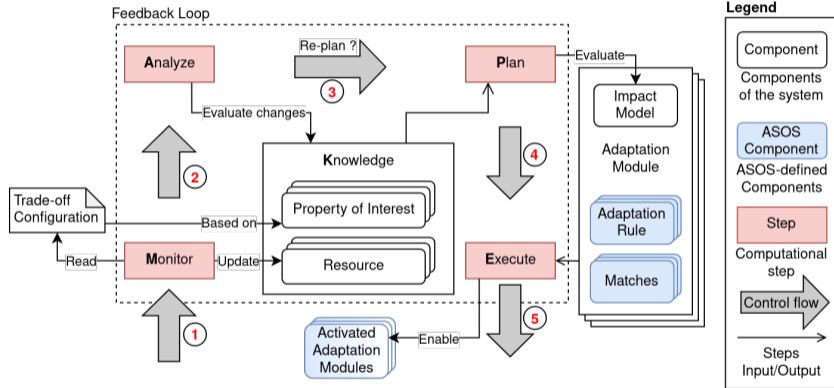 Feedback Loop
Legend
Analyze
Re-plan ?
3
Plan
Evaluate
Component
Components
of the system
Impact
Model
Evaluate changes
Knowledge
Adaptation
Module
ASOS
Component
ASOS-defined
Components
2
4
Trade-off
Configuration
Based on
Property of Interest
Adaptation
Rule
Step
Computational
step
Read
Monitor
Update
Resource
Execute
Matches
Control flow
1
5
Activated
Adaptation
Modules
Enable
Steps
Input/Output